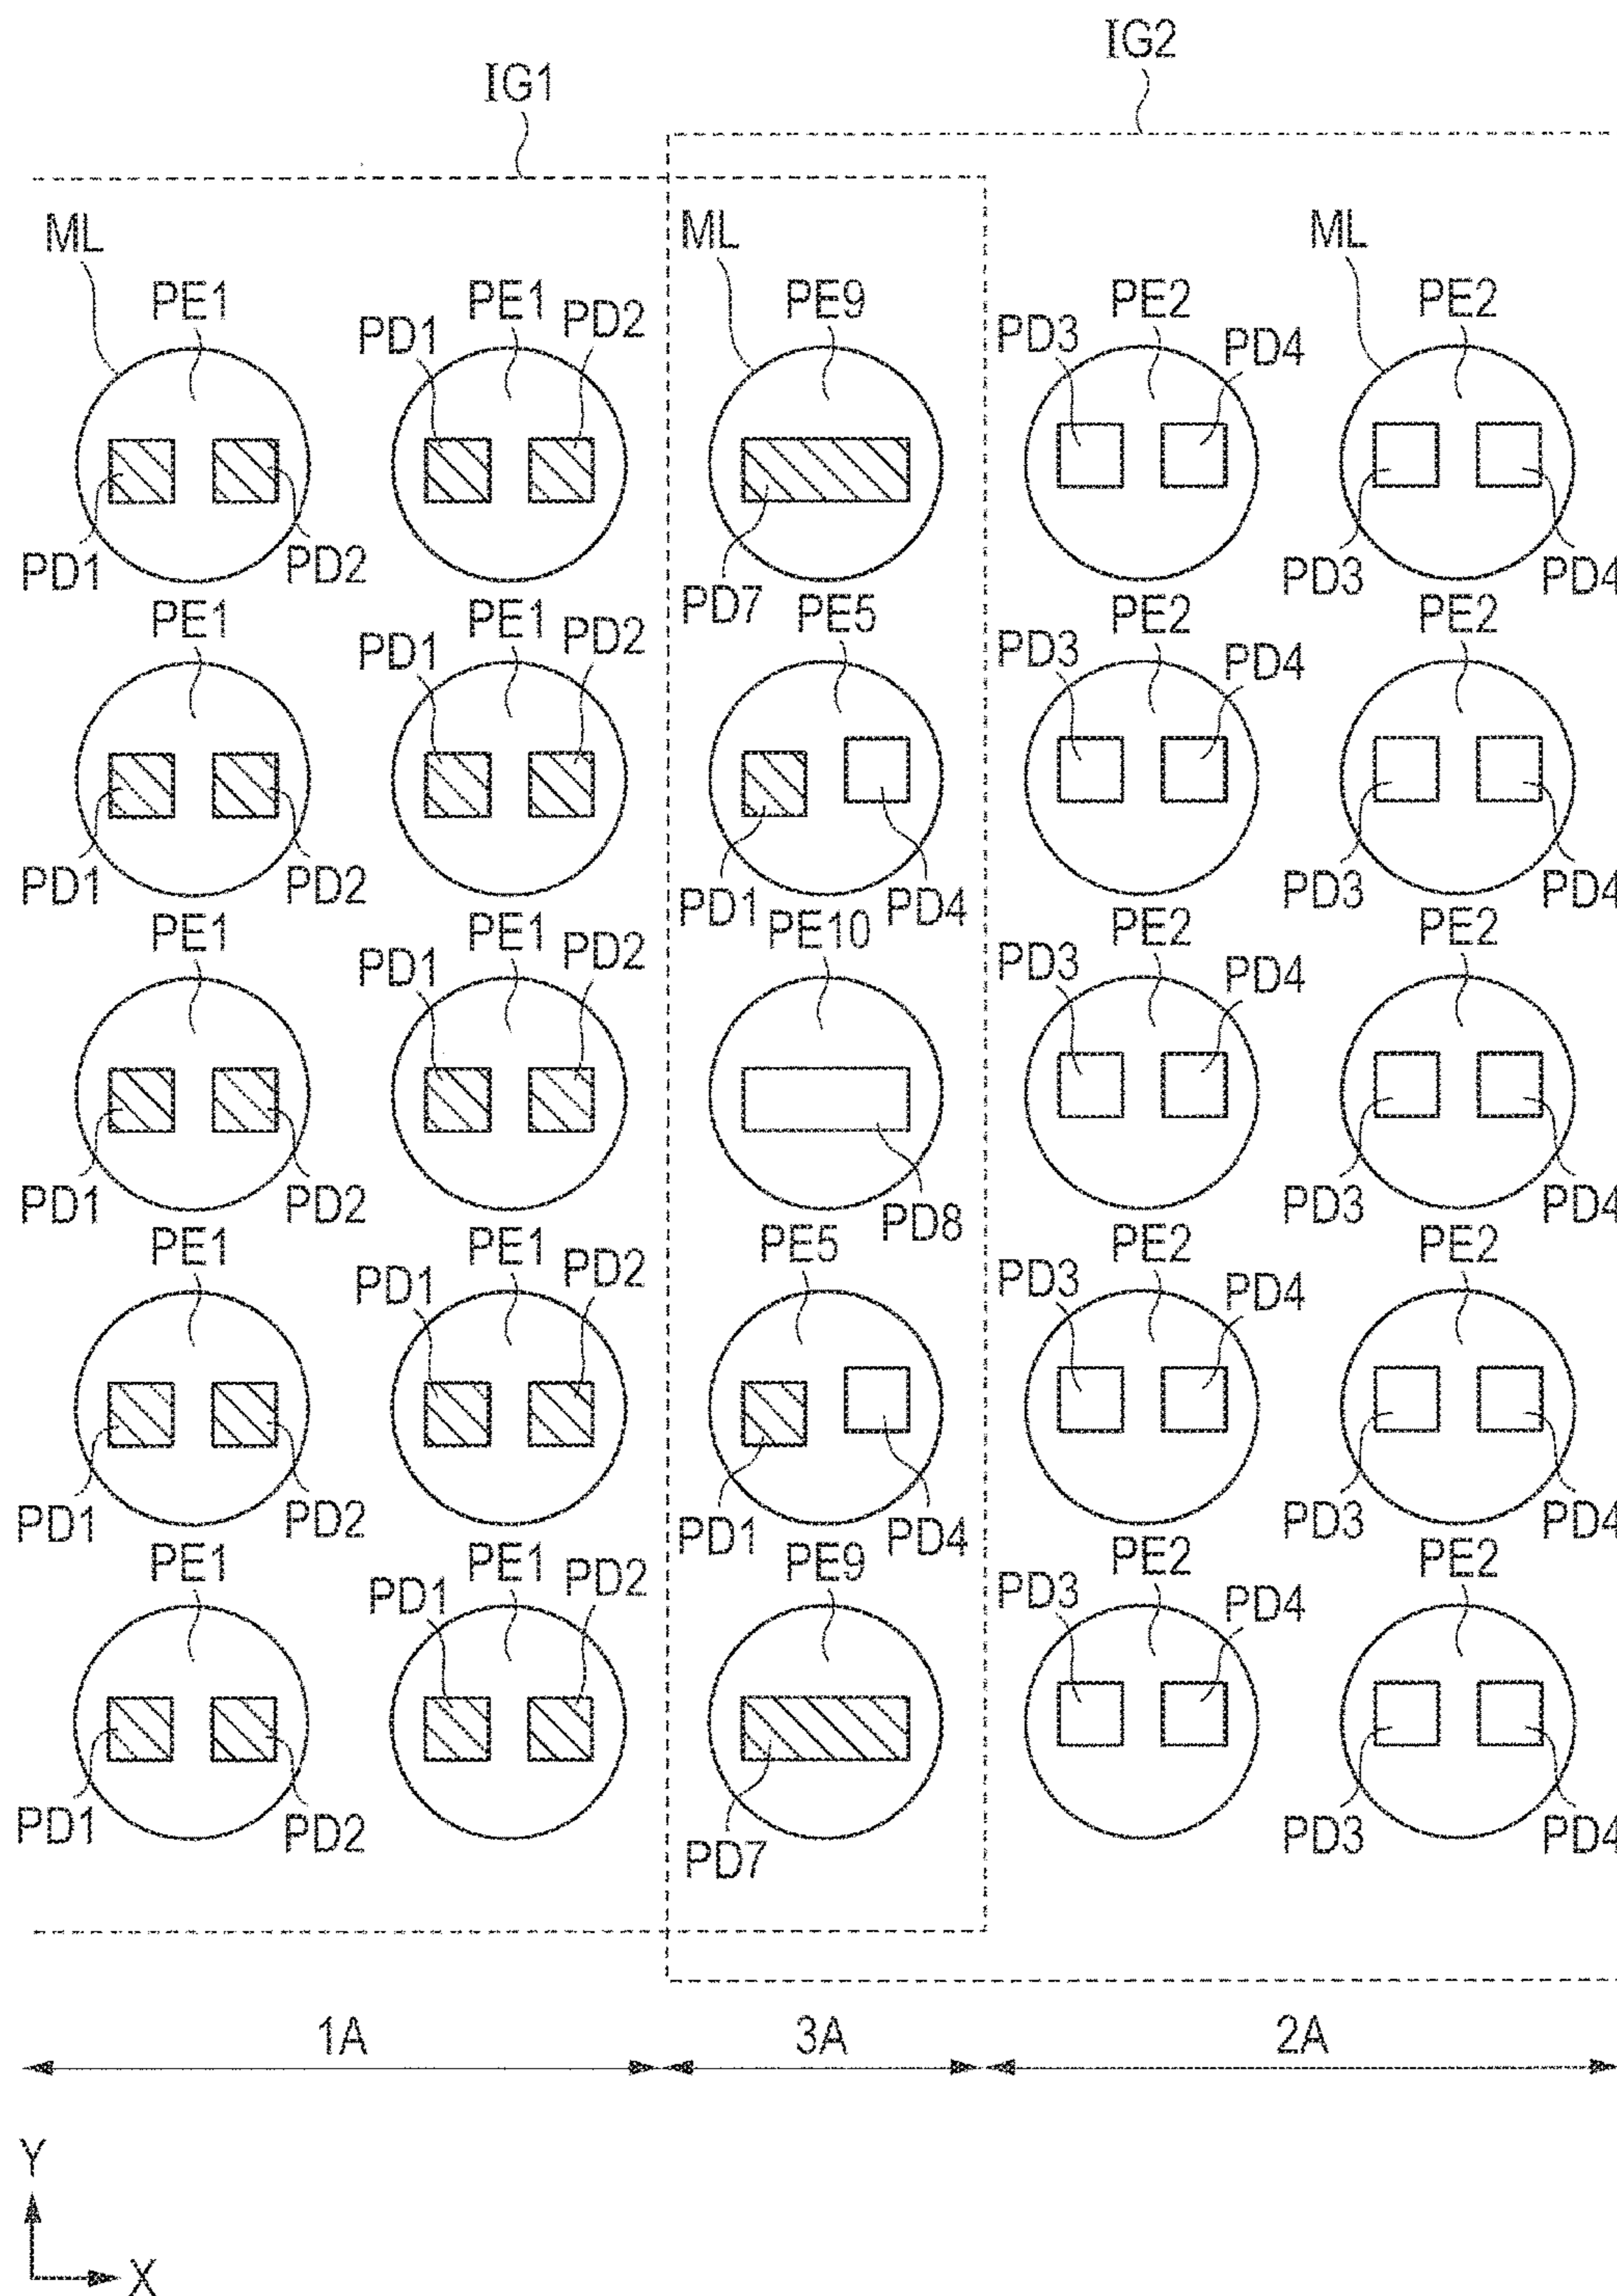 IG2
IG1
ML ML ML
PE1 PE1 PE9 PE2 PE2
PD1 PD2 PD3 PD4
PD1 PD2 PD7 PD3 PD4
PE1 PE1 PE5 PE2 PE2
PD1 PD2 PD3 PD4
PD1 PD2 PD1 PD4 PD3 PD4
PE1 PE1 PE10 PE2 PE2
PD1 PD2 PD3 PD4
PD1 PD2 PD8 PD3 PD4
PE1 PE1 PE5 PE2 PE2
PD1 PD2 PD3 PD4
PD1 PD2 PD1 PD4 PD3 PD4
PE1 PE1 PE9 PE2 PE2
PD1 PD2 PD3 PD4
PD1 PD2 PD7 PD3 PD4
1A 3A 2A
Y
X